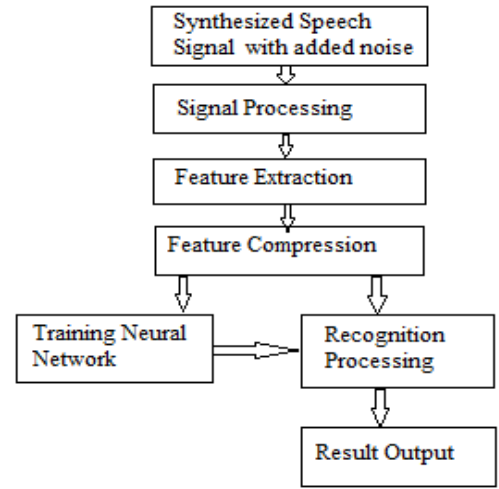 Synthesized Speech
Signal with added noise
Signal Processing
Feature Extraction
Feature Compression
Training Neural
Network
Recognition
Processing
Result Output